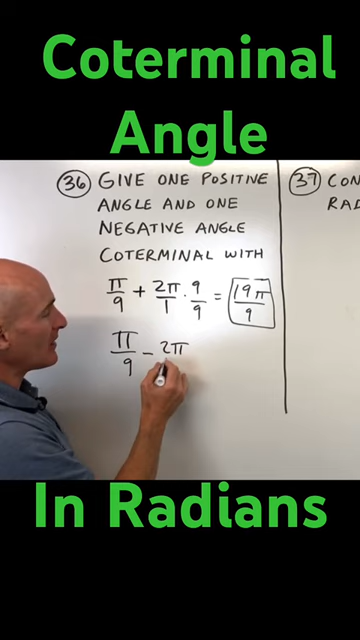 Coterminal
Angle
36 GIVE ONE POSITIVE
ANGLE AND ONE
NEGATIVE ANGLE
COTERMINAL WITH
π/9 + 2π/1 · 9/9 = 19π/9
π/9 - 2π
37 CON
RAD
In Radians